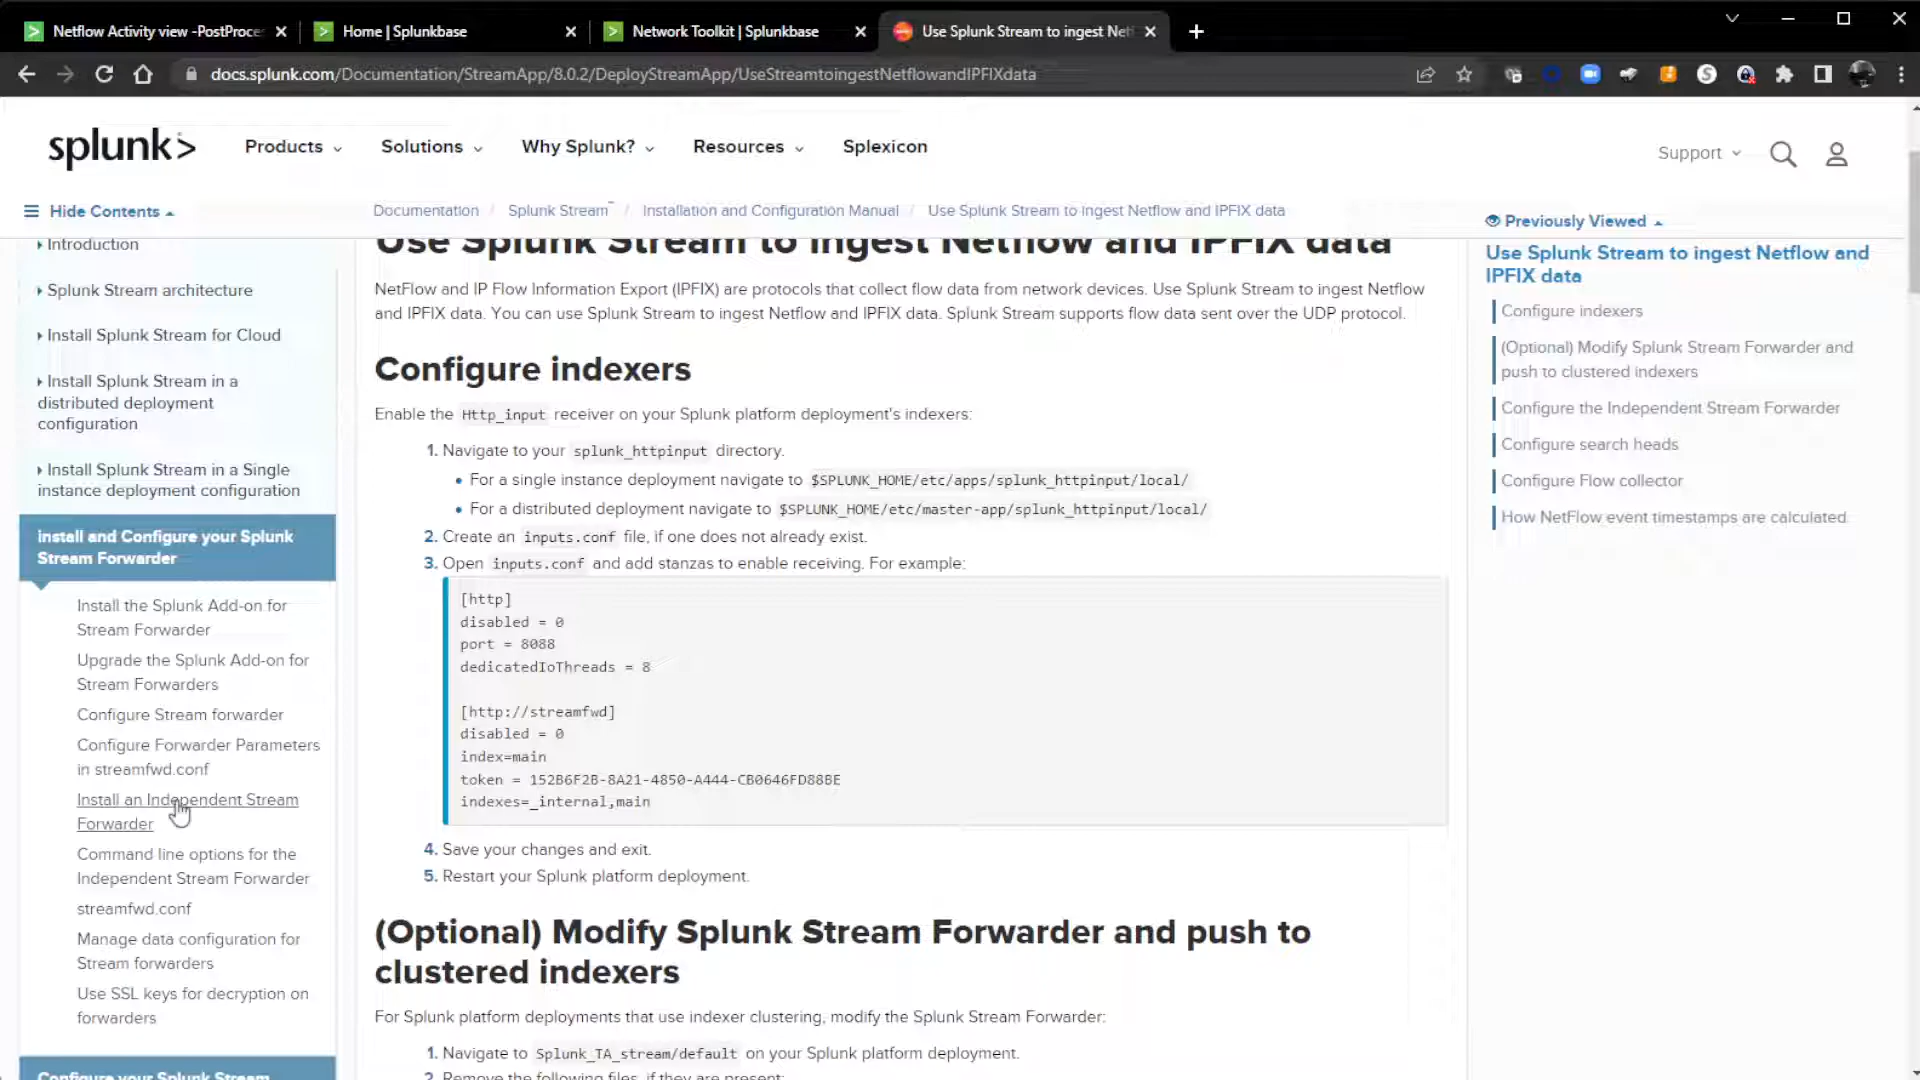 Netflow Activity view -PostProce
Home | Splunkbase
Network Toolkit | Splunkbase
Use Splunk Stream to ingest Net
docs.splunk.com/Documentation/StreamApp/8.0.2/DeployStreamApp/UseStreamtoingestNetflowandIPFIXdata
splunk>
Products
Solutions
Why Splunk?
Resources
Splexicon
Support
Hide Contents
Documentation / Splunk Stream™ / Installation and Configuration Manual / Use Splunk Stream to ingest Netflow and IPFIX data
Previously Viewed
Introduction
Splunk Stream architecture
Install Splunk Stream for Cloud
Install Splunk Stream in a
distributed deployment
configuration
Install Splunk Stream in a Single
instance deployment configuration
Install and Configure your Splunk
Stream Forwarder
Install the Splunk Add-on for
Stream Forwarder
Upgrade the Splunk Add-on for
Stream Forwarders
Configure Stream forwarder
Configure Forwarder Parameters
in streamfwd.conf
Install an Independent Stream
Forwarder
Command line options for the
Independent Stream Forwarder
streamfwd.conf
Manage data configuration for
Stream forwarders
Use SSL keys for decryption on
forwarders
Configure your Splunk Stream
Use Splunk Stream to ingest Netflow and IPFIX data
NetFlow and IP Flow Information Export (IPFIX) are protocols that collect flow data from network devices. Use Splunk Stream to ingest Netflow
and IPFIX data. You can use Splunk Stream to ingest Netflow and IPFIX data. Splunk Stream supports flow data sent over the UDP protocol.
Configure indexers
Enable the Http_input receiver on your Splunk platform deployment's indexers:
1. Navigate to your splunk_httpinput directory.
• For a single instance deployment navigate to $SPLUNK_HOME/etc/apps/splunk_httpinput/local/
• For a distributed deployment navigate to $SPLUNK_HOME/etc/master-app/splunk_httpinput/local/
2. Create an inputs.conf file, if one does not already exist.
3. Open inputs.conf and add stanzas to enable receiving. For example:
[http]
disabled = 0
port = 8088
dedicatedIoThreads = 8
[http://streamfwd]
disabled = 0
index=main
token = 152B6F2B-8A21-4850-A444-CB0646FD88BE
indexes=_internal,main
4. Save your changes and exit.
5. Restart your Splunk platform deployment.
(Optional) Modify Splunk Stream Forwarder and push to
clustered indexers
For Splunk platform deployments that use indexer clustering, modify the Splunk Stream Forwarder:
1. Navigate to Splunk_TA_stream/default on your Splunk platform deployment.
2. Remove the following files, if they are present:
Use Splunk Stream to ingest Netflow and
IPFIX data
Configure indexers
(Optional) Modify Splunk Stream Forwarder and
push to clustered indexers
Configure the Independent Stream Forwarder
Configure search heads
Configure Flow collector
How NetFlow event timestamps are calculated